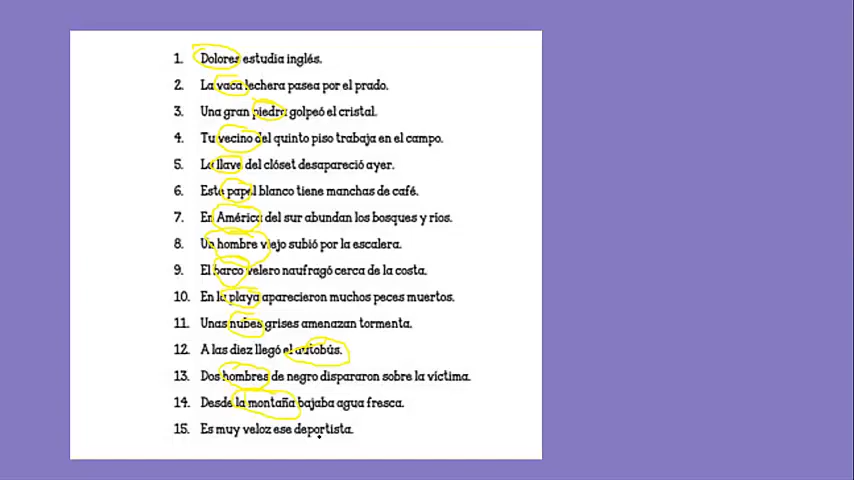 1. Dolores estudia inglés.
2. La vaca lechera pasea por el prado.
3. Una gran piedra golpeó el cristal.
4. Tu vecino del quinto piso trabaja en el campo.
5. La llave del clóset desapareció ayer.
6. Este papel blanco tiene manchas de café.
7. En América del sur abundan los bosques y ríos.
8. Un hombre viejo subió por la escalera.
9. El barco velero naufragó cerca de la costa.
10. En la playa aparecieron muchos peces muertos.
11. Unas nubes grises amenazan tormenta.
12. A las diez llegó el autobús.
13. Dos hombres de negro dispararon sobre la víctima.
14. Desde la montaña bajaba agua fresca.
15. Es muy veloz ese deportista.